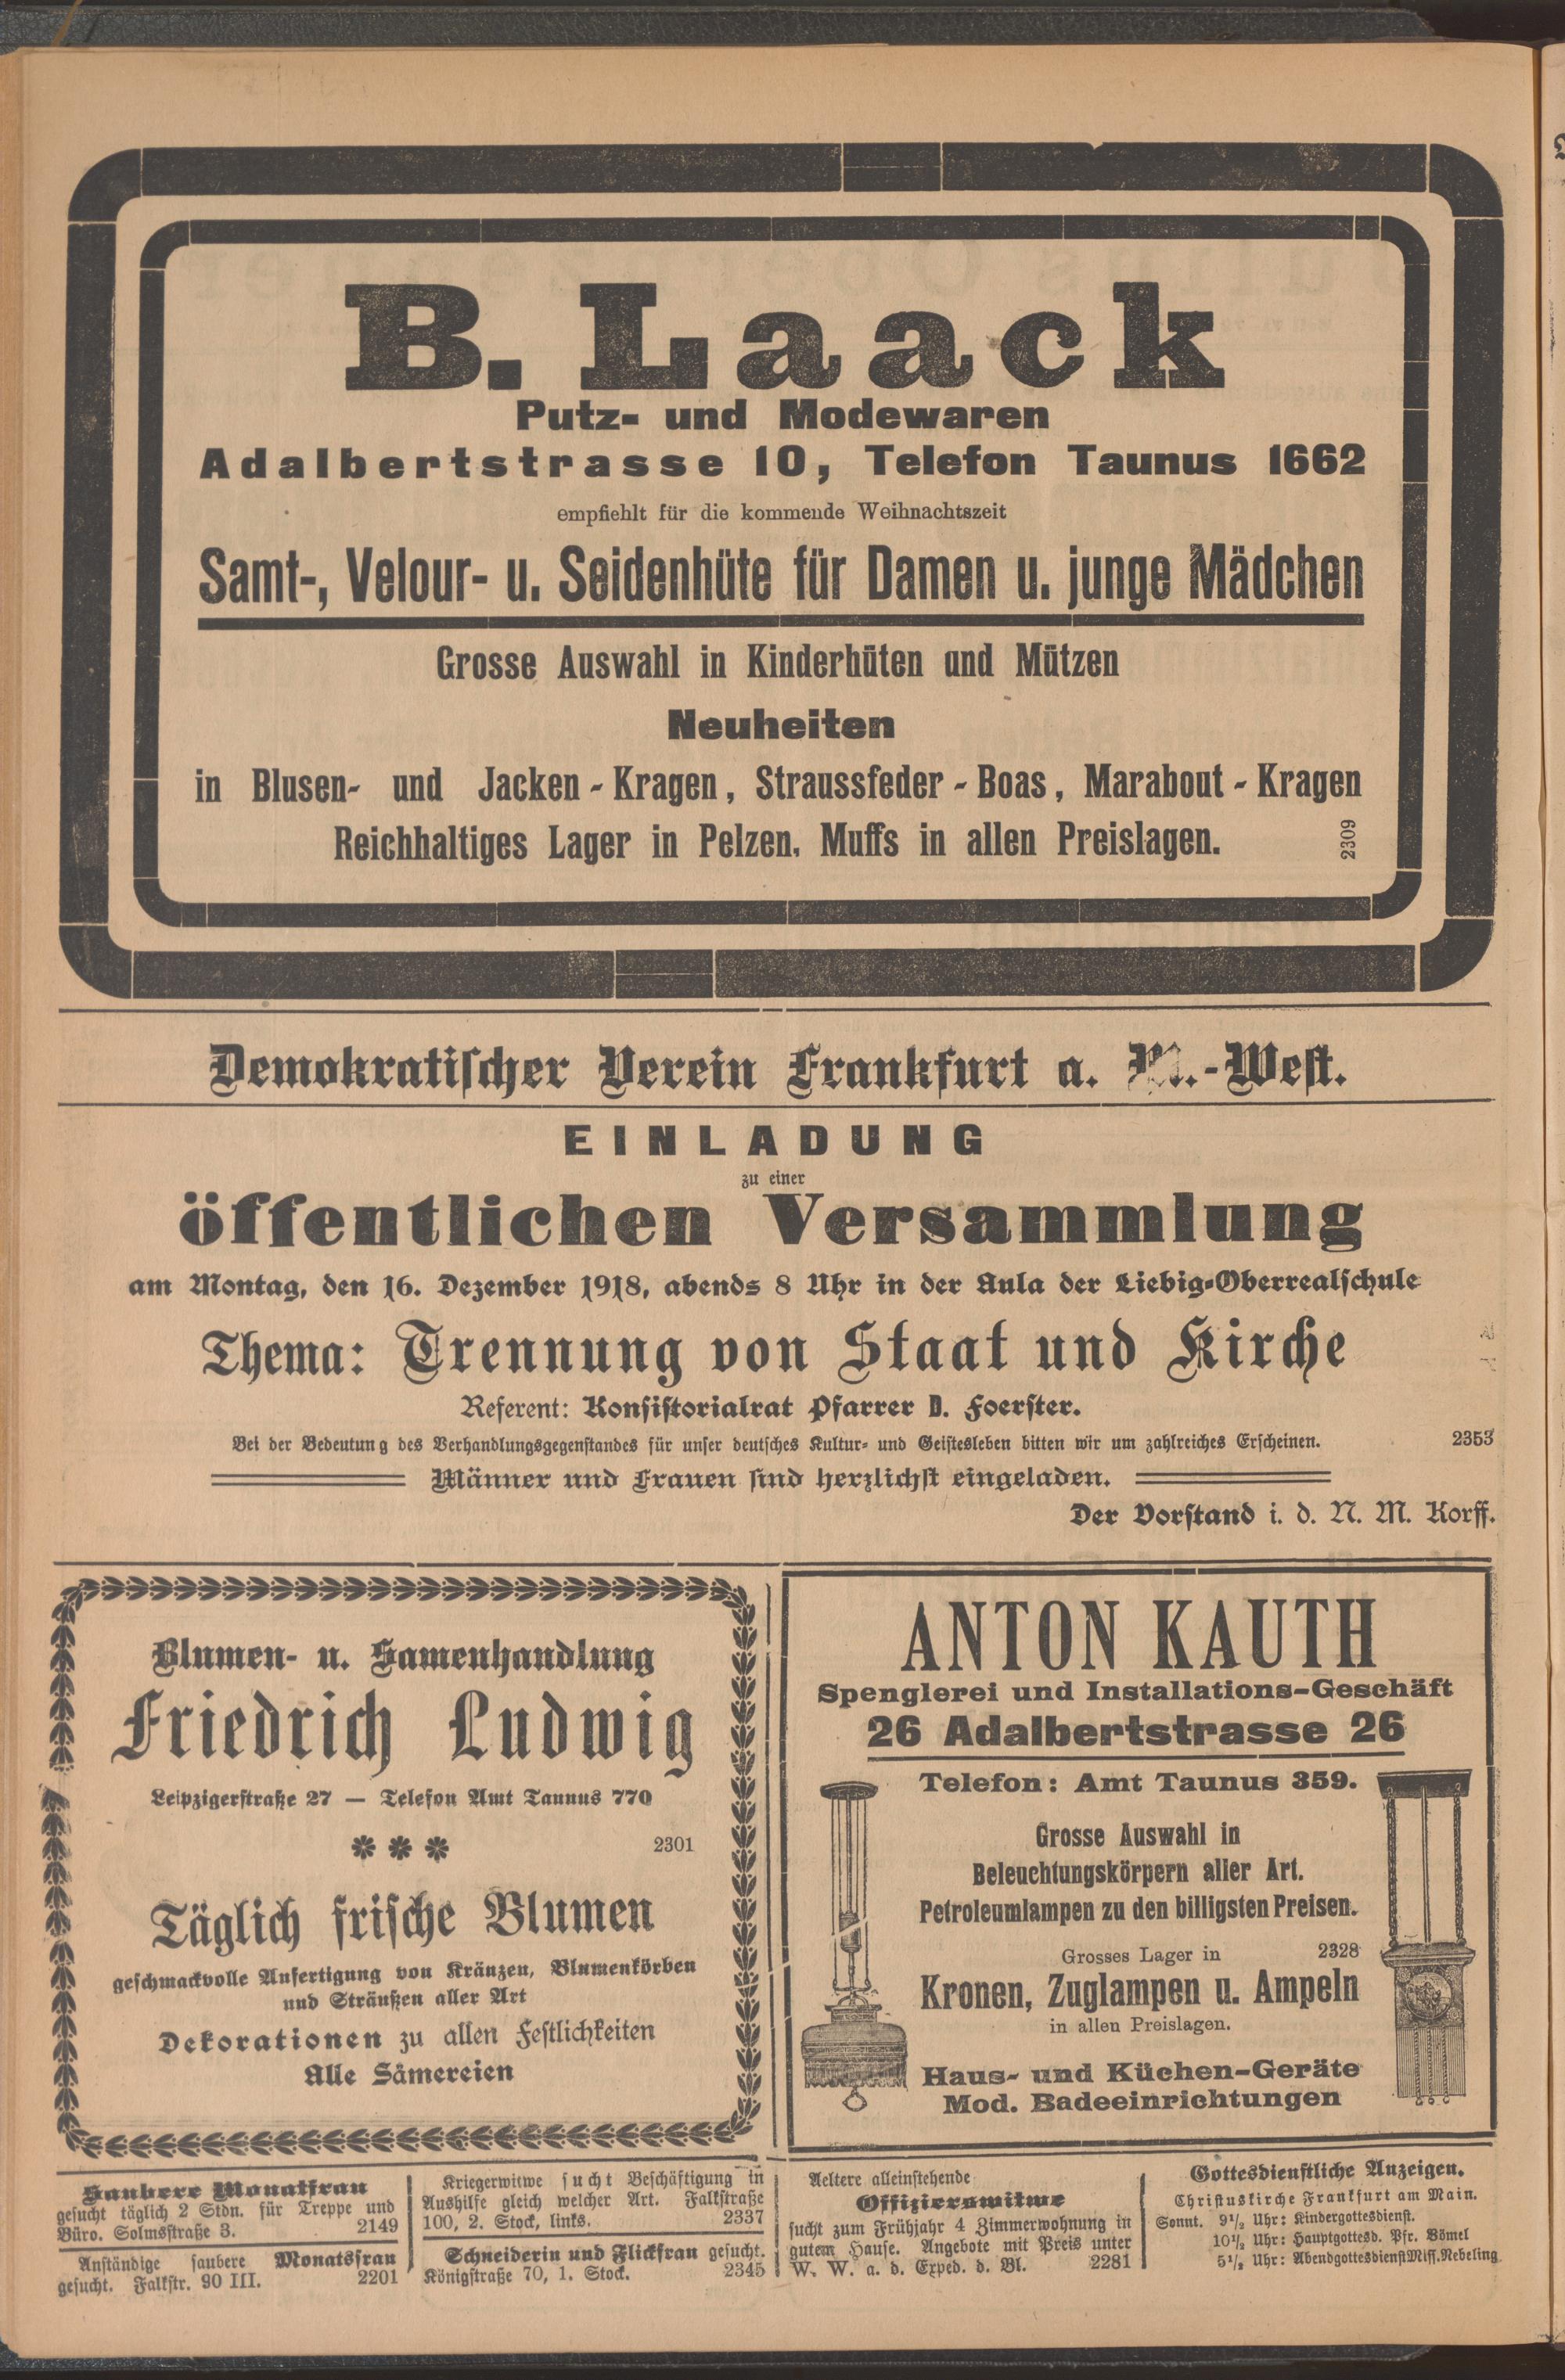 B. Laack
Putz- und Modewaren
Adalbertstrasse 10, Telefon Taunus 1662
empfiehlt für die kommende Weihnachtszeit
Samt-, Velour- u. Seidenhüte für Damen u. junge Mädchen
Grosse Auswahl in Kinderhüten und Mützen
Neuheiten
in Blusen- und Jacken-Kragen, Straussfeder-Boas, Marabout-Kragen
Reichhaltiges Lager in Pelzen, Muffs in allen Preislagen.
2309
Demokratischer Verein Frankfurt a. M.-West.
EINLADUNG
zu einer
öffentlichen Versammlung
am Montag, den 16. Dezember 1918, abends 8 Uhr in der Aula der Liebig-Oberrealschule
Thema: Trennung von Staat und Kirche
Referent: Konsistorialrat Pfarrer D. Foerster.
Bei der Bedeutung des Verhandlungsgegenstandes für unser deutsches Kultur- und Geistesleben bitten wir um zahlreiches Erscheinen. 2353
Männer und Frauen sind herzlichst eingeladen.
Der Vorstand i. d. N. M. Korff.
Blumen- u. Samenhandlung
Friedrich Ludwig
Leipzigerstraße 27 — Telefon Amt Taunus 770
*** 2301
Täglich frische Blumen
geschmackvolle Anfertigung von Kränzen, Blumenkörben
und Sträußen aller Art
Dekorationen zu allen Festlichkeiten
Alle Sämereien
ANTON KAUTH
Spenglerei und Installations-Geschäft
26 Adalbertstrasse 26
Telefon: Amt Taunus 359.
Grosse Auswahl in
Beleuchtungskörpern aller Art.
Petroleumlampen zu den billigsten Preisen.
Grosses Lager in 2328
Kronen, Zuglampen u. Ampeln
in allen Preislagen.
Haus- und Küchen-Geräte
Mod. Badeeinrichtungen
Saubere Monatfrau
gesucht täglich 2 Stdn. für Treppe und
Büro. Solmsstraße 3. 2149
Anständige saubere Monatsfrau
gesucht. Falkstr. 90 III. 2201
Kriegerwitwe sucht Beschäftigung in
Aushilfe gleich welcher Art. Falkstraße
100, 2. Stock, links. 2337
Schneiderin und Flickfrau gesucht.
Königstraße 70, 1. Stock. 2345
Aeltere alleinstehende
Offizierswitwe
sucht zum Frühjahr 4 Zimmerwohnung in
gutem Hause. Angebote mit Preis unter
W. W. a. d. Exped. d. Bl. 2281
Gottesdienstliche Anzeigen.
Christuskirche Frankfurt am Main.
Sonnt. 9½ Uhr: Kindergottesdienst.
10½ Uhr: Hauptgottesd. Pfr. Bömel
5½ Uhr: Abendgottesdienst Miss. Nebeling